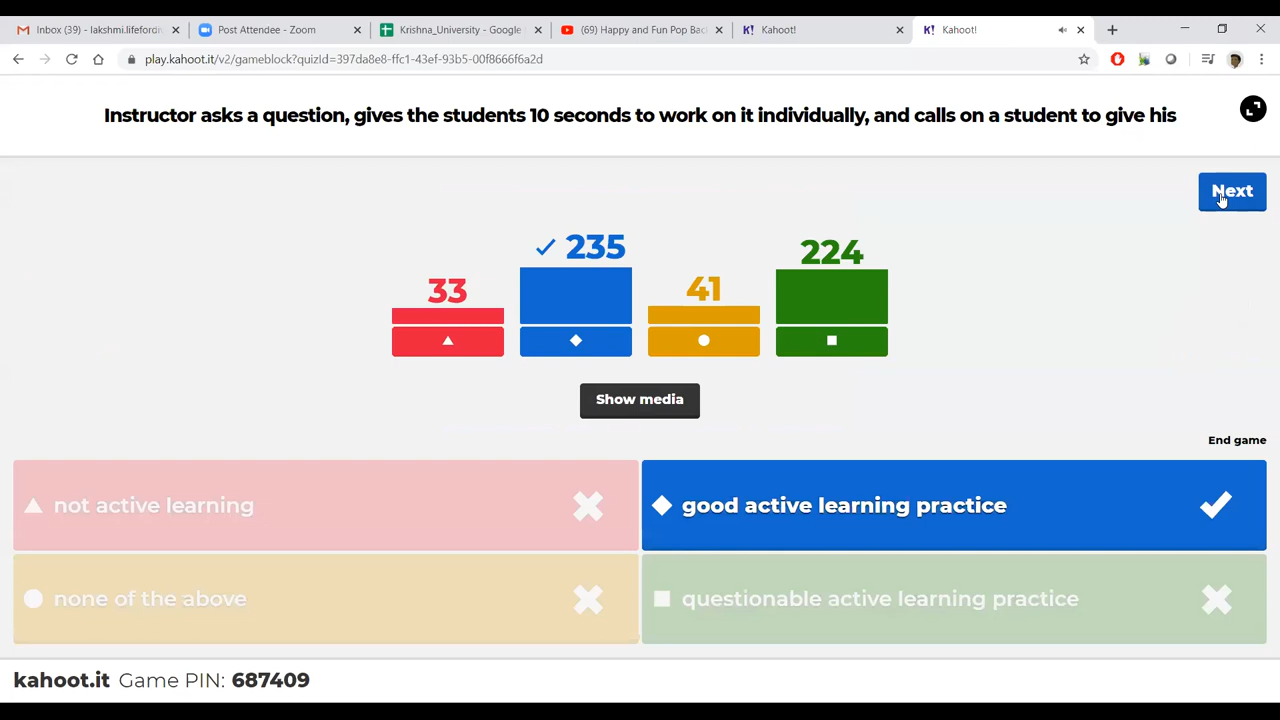 Inbox (39) - lakshmi.lifeford
Post Attendee - Zoom
Krishna_University - Google
(69) Happy and Fun Pop Bac
K! Kahoot!
K! Kahoot!
play.kahoot.it/v2/gameblock?quizId=397da8e8-ffc1-43ef-93b5-00f8666f6a2d
Instructor asks a question, gives the students 10 seconds to work on it individually, and calls on a student to give his
Next
33
235
41
224
Show media
End game
not active learning
good active learning practice
none of the above
questionable active learning practice
kahoot.it Game PIN: 687409